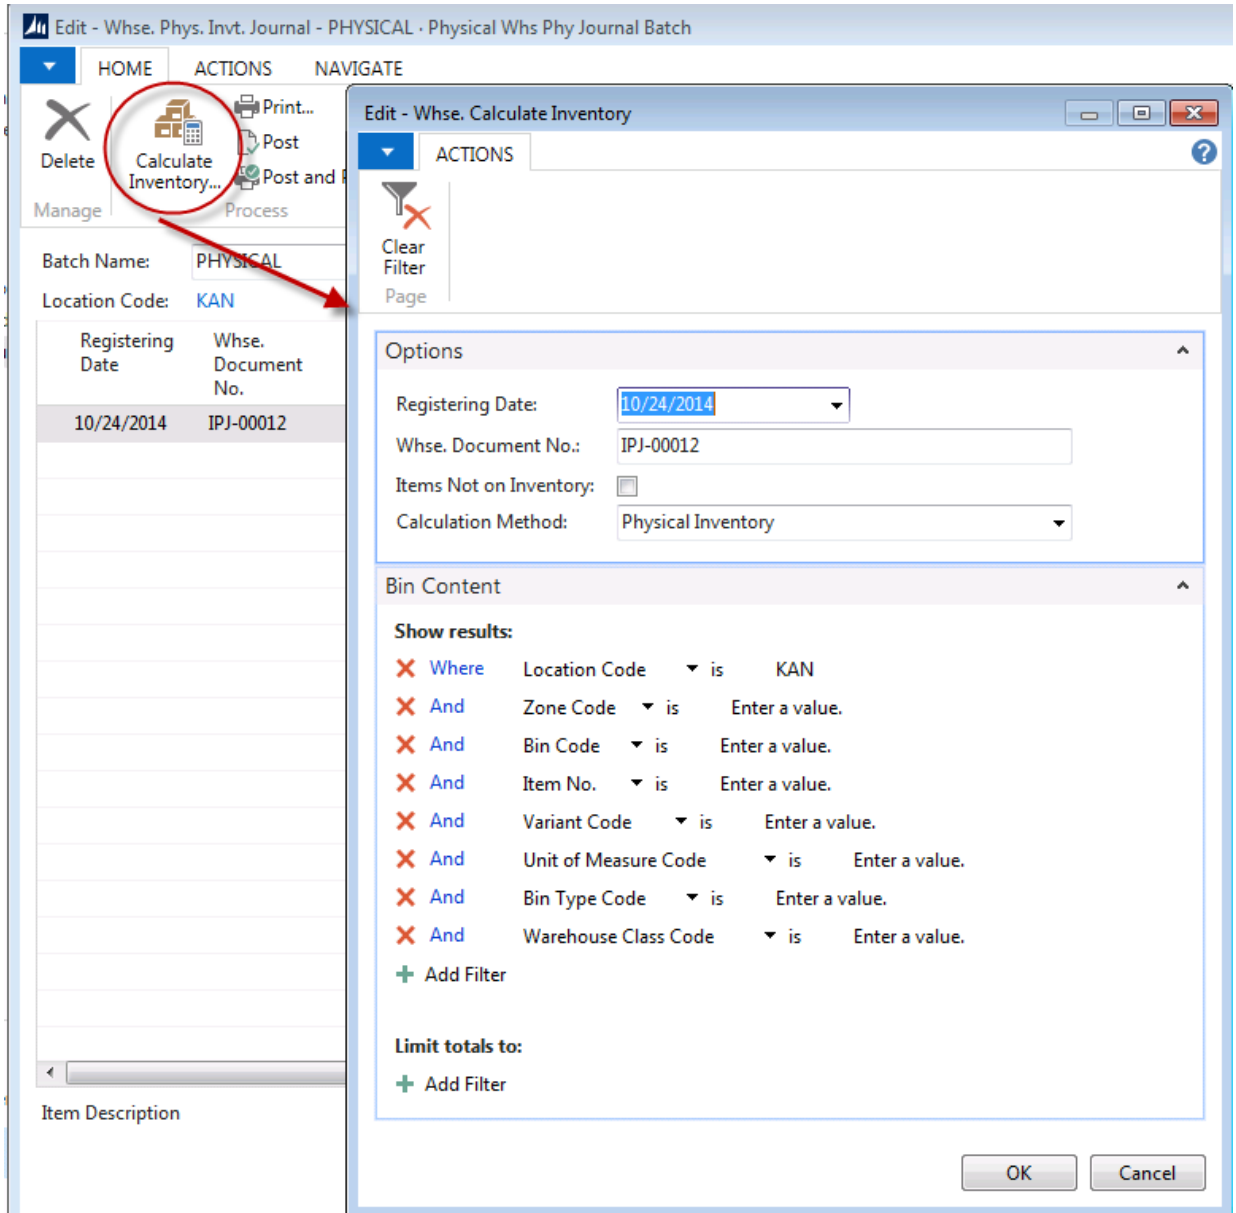 Edit - Whse. Phys. Invt. Journal - PHYSICAL · Physical Whs Phy Journal Batch
HOME ACTIONS NAVIGATE
Delete
Calculate
Inventory...
Print...
Post
Post and
Manage
Process
Batch Name: PHYSICAL
Location Code: KAN
Registering
Date
Whse.
Document
No.
10/24/2014 IPJ-00012
Item Description
Edit - Whse. Calculate Inventory
ACTIONS
Clear
Filter
Page
Options
Registering Date: 10/24/2014
Whse. Document No.: IPJ-00012
Items Not on Inventory:
Calculation Method: Physical Inventory
Bin Content
Show results:
Where Location Code is KAN
And Zone Code is Enter a value.
And Bin Code is Enter a value.
And Item No. is Enter a value.
And Variant Code is Enter a value.
And Unit of Measure Code is Enter a value.
And Bin Type Code is Enter a value.
And Warehouse Class Code is Enter a value.
Add Filter
Limit totals to:
Add Filter
OK Cancel